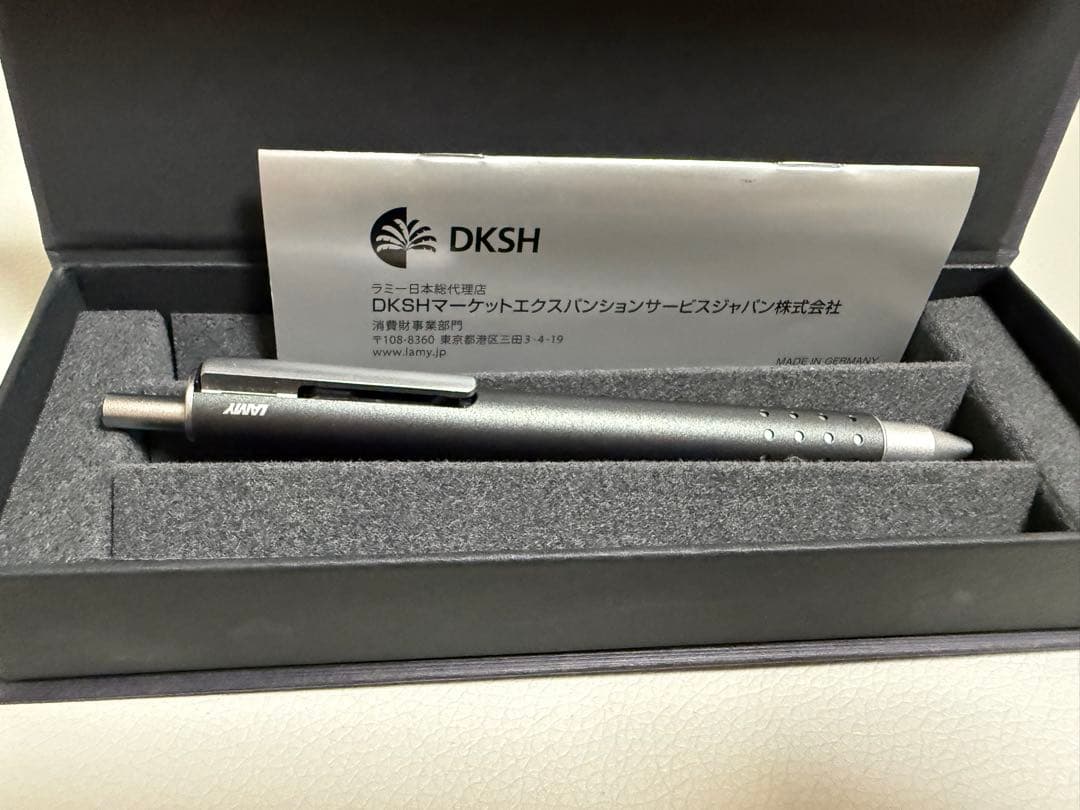 DKSH
ラミー日本総代理店
DKSHマーケットエクスパンションサービスジャパン株式会社
消費財事業部門
〒108-8360 東京都港区三田3-4-19
www.lamy.jp
MADE IN GERMANY
LAMY